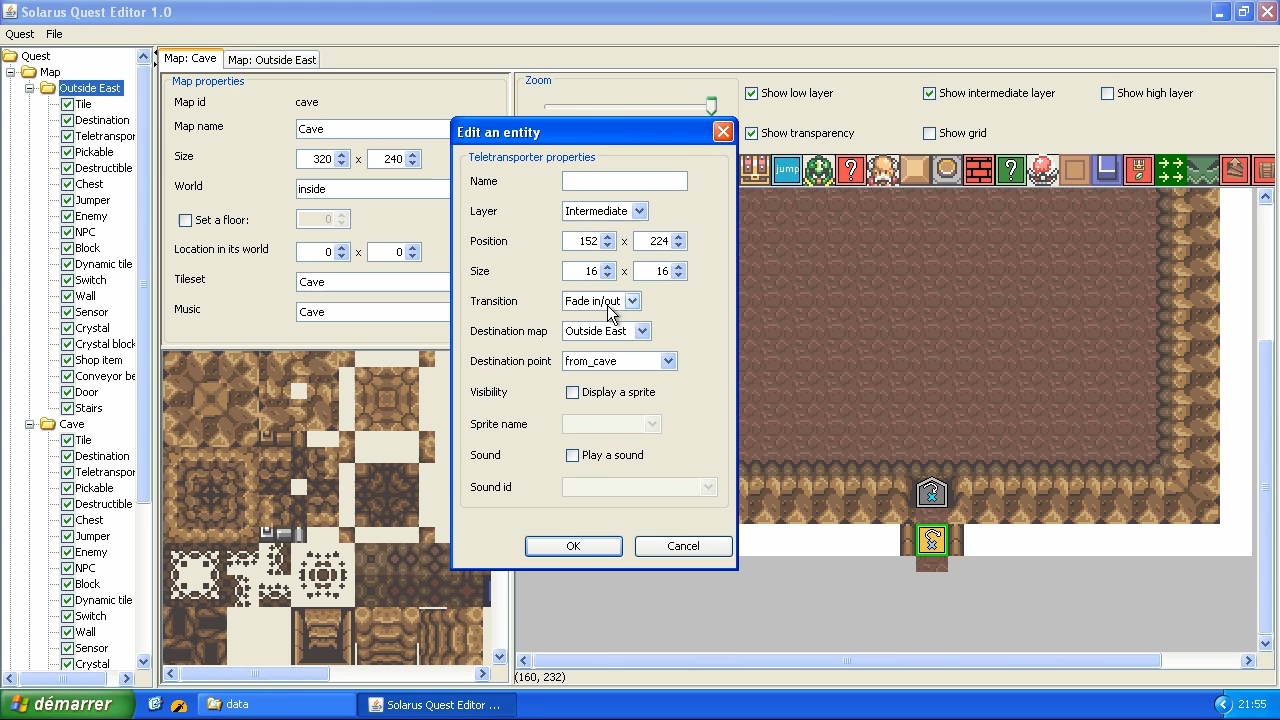 Solarus Quest Editor 1.0
Quest File
Quest
Map
Outside East
Tile
Destination
Teletranspor
Pickable
Destructible
Chest
Jumper
Enemy
NPC
Block
Dynamic tile
Switch
Wall
Sensor
Crystal
Crystal block
Shop item
Conveyor be
Door
Stairs
Cave
Tile
Destination
Teletranspor
Pickable
Destructible
Chest
Jumper
Enemy
NPC
Block
Dynamic tile
Switch
Wall
Sensor
Crystal
Map: Cave Map: Outside East
Map properties
Map id cave
Map name Cave
Size 320 x 240
World inside
Set a floor: 0
Location in its world 0 x 0
Tileset Cave
Music Cave
Zoom
Show low layer Show intermediate layer Show high layer
Show transparency Show grid
jump ? ?
Edit an entity
Teletransporter properties
Name
Layer Intermediate
Position 152 x 224
Size 16 x 16
Transition Fade in/out
Destination map Outside East
Destination point from_cave
Visibility Display a sprite
Sprite name
Sound Play a sound
Sound id
OK Cancel
(160, 232)
démarrer data Solarus Quest Editor ... 21:55